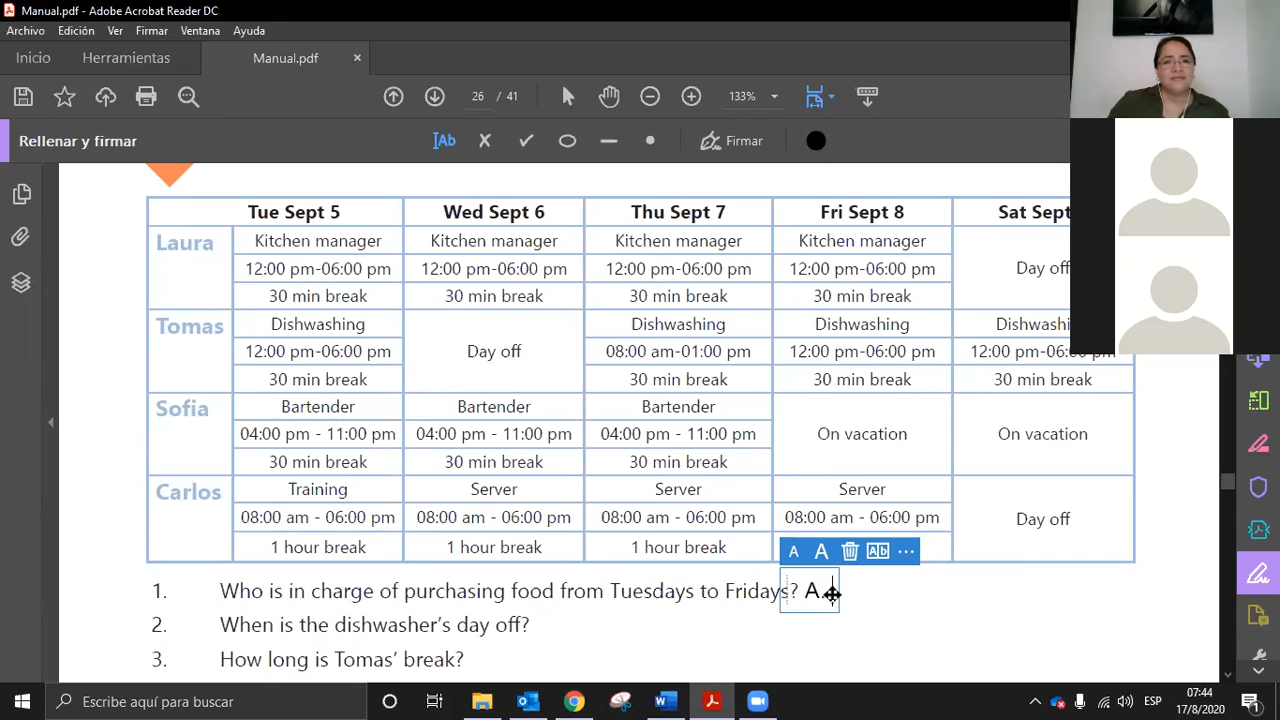 Manual.pdf - Adobe Acrobat Reader DC
Archivo Edición Ver Firmar Ventana Ayuda
Inicio Herramientas Manual.pdf ×
26 / 41 133%
Rellenar y firmar Ab Firmar
Tue Sept 5 Wed Sept 6 Thu Sept 7 Fri Sept 8 Sat Sept
Laura Kitchen manager Kitchen manager Kitchen manager Kitchen manager
12:00 pm-06:00 pm 12:00 pm-06:00 pm 12:00 pm-06:00 pm 12:00 pm-06:00 pm Day off
30 min break 30 min break 30 min break 30 min break
Tomas Dishwashing Dishwashing Dishwashing Dishwashi
12:00 pm-06:00 pm Day off 08:00 am-01:00 pm 12:00 pm-06:00 pm 12:00 pm-06:0
30 min break 30 min break 30 min break 30 min break
Sofia Bartender Bartender Bartender
04:00 pm - 11:00 pm 04:00 pm - 11:00 pm 04:00 pm - 11:00 pm On vacation On vacation
30 min break 30 min break 30 min break
Carlos Training Server Server Server
08:00 am - 06:00 pm 08:00 am - 06:00 pm 08:00 am - 06:00 pm 08:00 am - 06:00 pm Day off
1 hour break 1 hour break 1 hour break
A A Ab ...
1. Who is in charge of purchasing food from Tuesdays to Fridays? A.
2. When is the dishwasher's day off?
3. How long is Tomas' break?
Escribe aquí para buscar ESP 07:44
17/8/2020